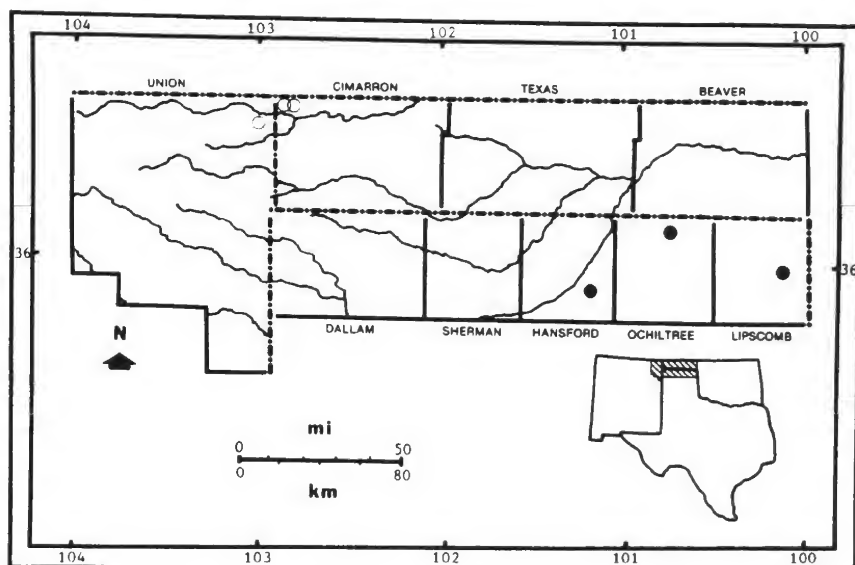 104 103 102 101 100
UNION CIMARRON TEXAS BEAVER
36 36
DALLAM SHERMAN HANSFORD OCHILTREE LIPSCOMB
N
mi
0 50
0 80
km
104 103 102 101 100